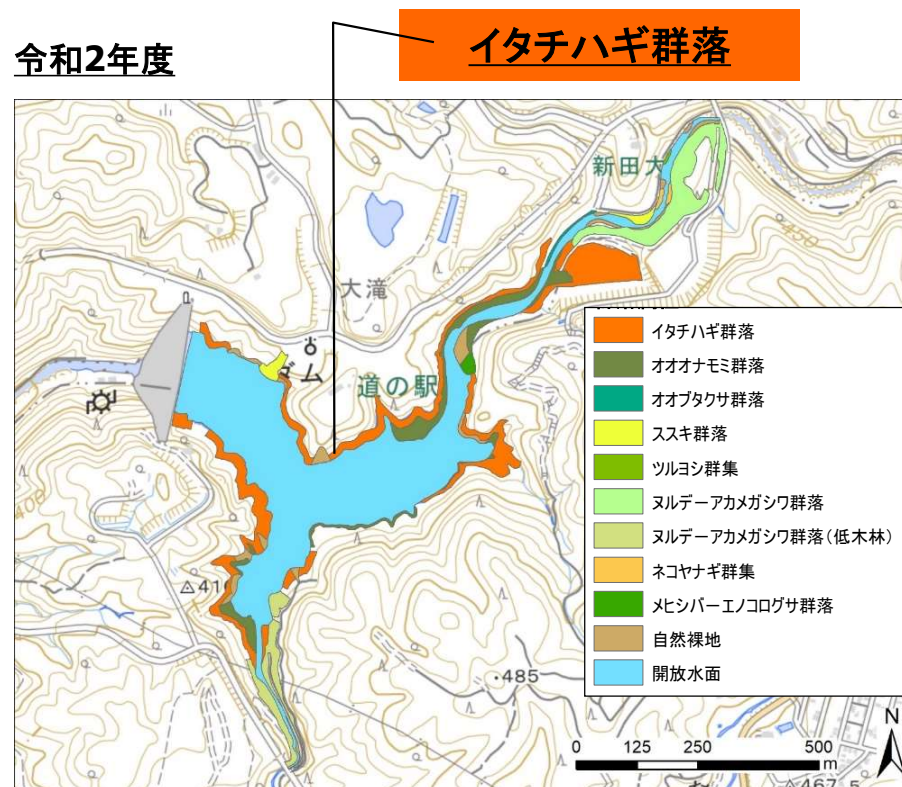 令和2年度
イタチハギ群落
新田大
450
大滝
ダム
道の駅
400
イタチハギ群落
オオオナモミ群落
オオブタクサ群落
ススキ群落
ツルヨシ群集
ヌルデーアカメガシワ群落
ヌルデーアカメガシワ群落(低木林)
ネコヤナギ群集
メヒシバーエノコログサ群落
自然裸地
開放水面
485
N
0 125 250 500
m